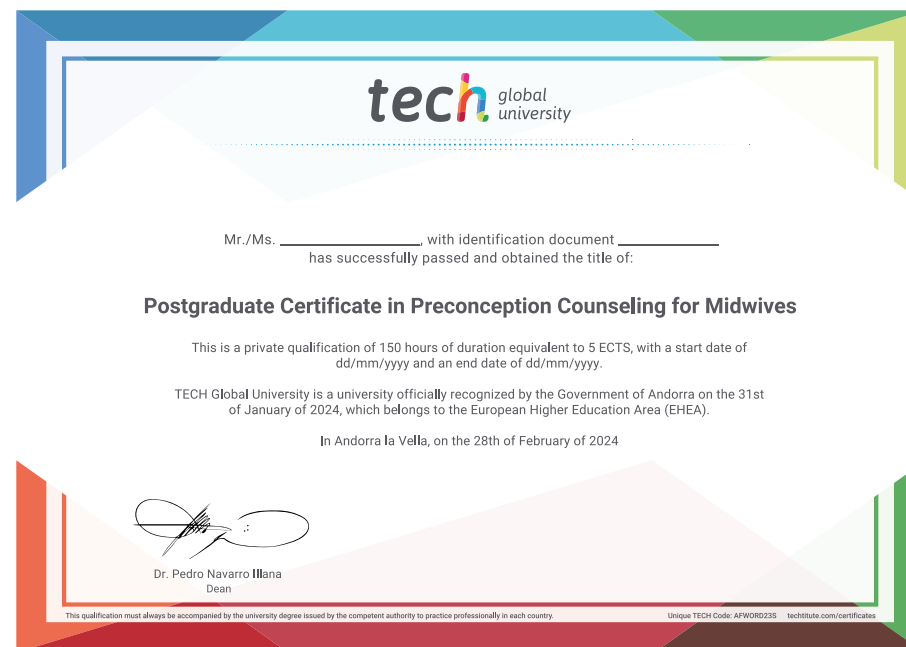 tech global university
Mr./Ms. ____________, with identification document ____________
has successfully passed and obtained the title of:
Postgraduate Certificate in Preconception Counseling for Midwives
This is a private qualification of 150 hours of duration equivalent to 5 ECTS, with a start date of
dd/mm/yyyy and an end date of dd/mm/yyyy.
TECH Global University is a university officially recognized by the Government of Andorra on the 31st
of January of 2024, which belongs to the European Higher Education Area (EHEA).
In Andorra la Vella, on the 28th of February of 2024
Dr. Pedro Navarro Illana
Dean
This qualification must always be accompanied by the university degree issued by the competent authority to practice professionally in each country.
Unique TECH Code: AFWORD23S techtitute.com/certificates